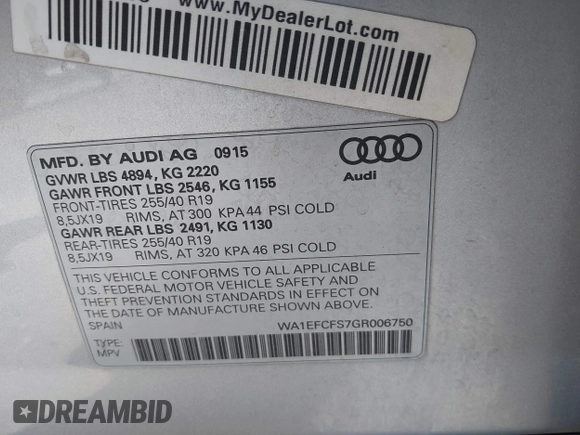 www.MyDealerLot.com
MFD. BY AUDI AG 0915
GVWR LBS 4894, KG 2220
GAWR FRONT LBS 2546, KG 1155
FRONT-TIRES 255/40 R19
8,5JX19 RIMS, AT 300 KPA 44 PSI COLD
GAWR REAR LBS 2491, KG 1130
REAR-TIRES 255/40 R19
8,5JX19 RIMS, AT 320 KPA 46 PSI COLD
Audi
THIS VEHICLE CONFORMS TO ALL APPLICABLE
U.S. FEDERAL MOTOR VEHICLE SAFETY AND
THEFT PREVENTION STANDARDS IN EFFECT ON
THE DATE OF MANUFACTURE SHOWN ABOVE.
SPAIN WA1EFCFS7GR006750
TYPE:
MPV
DREAMBID